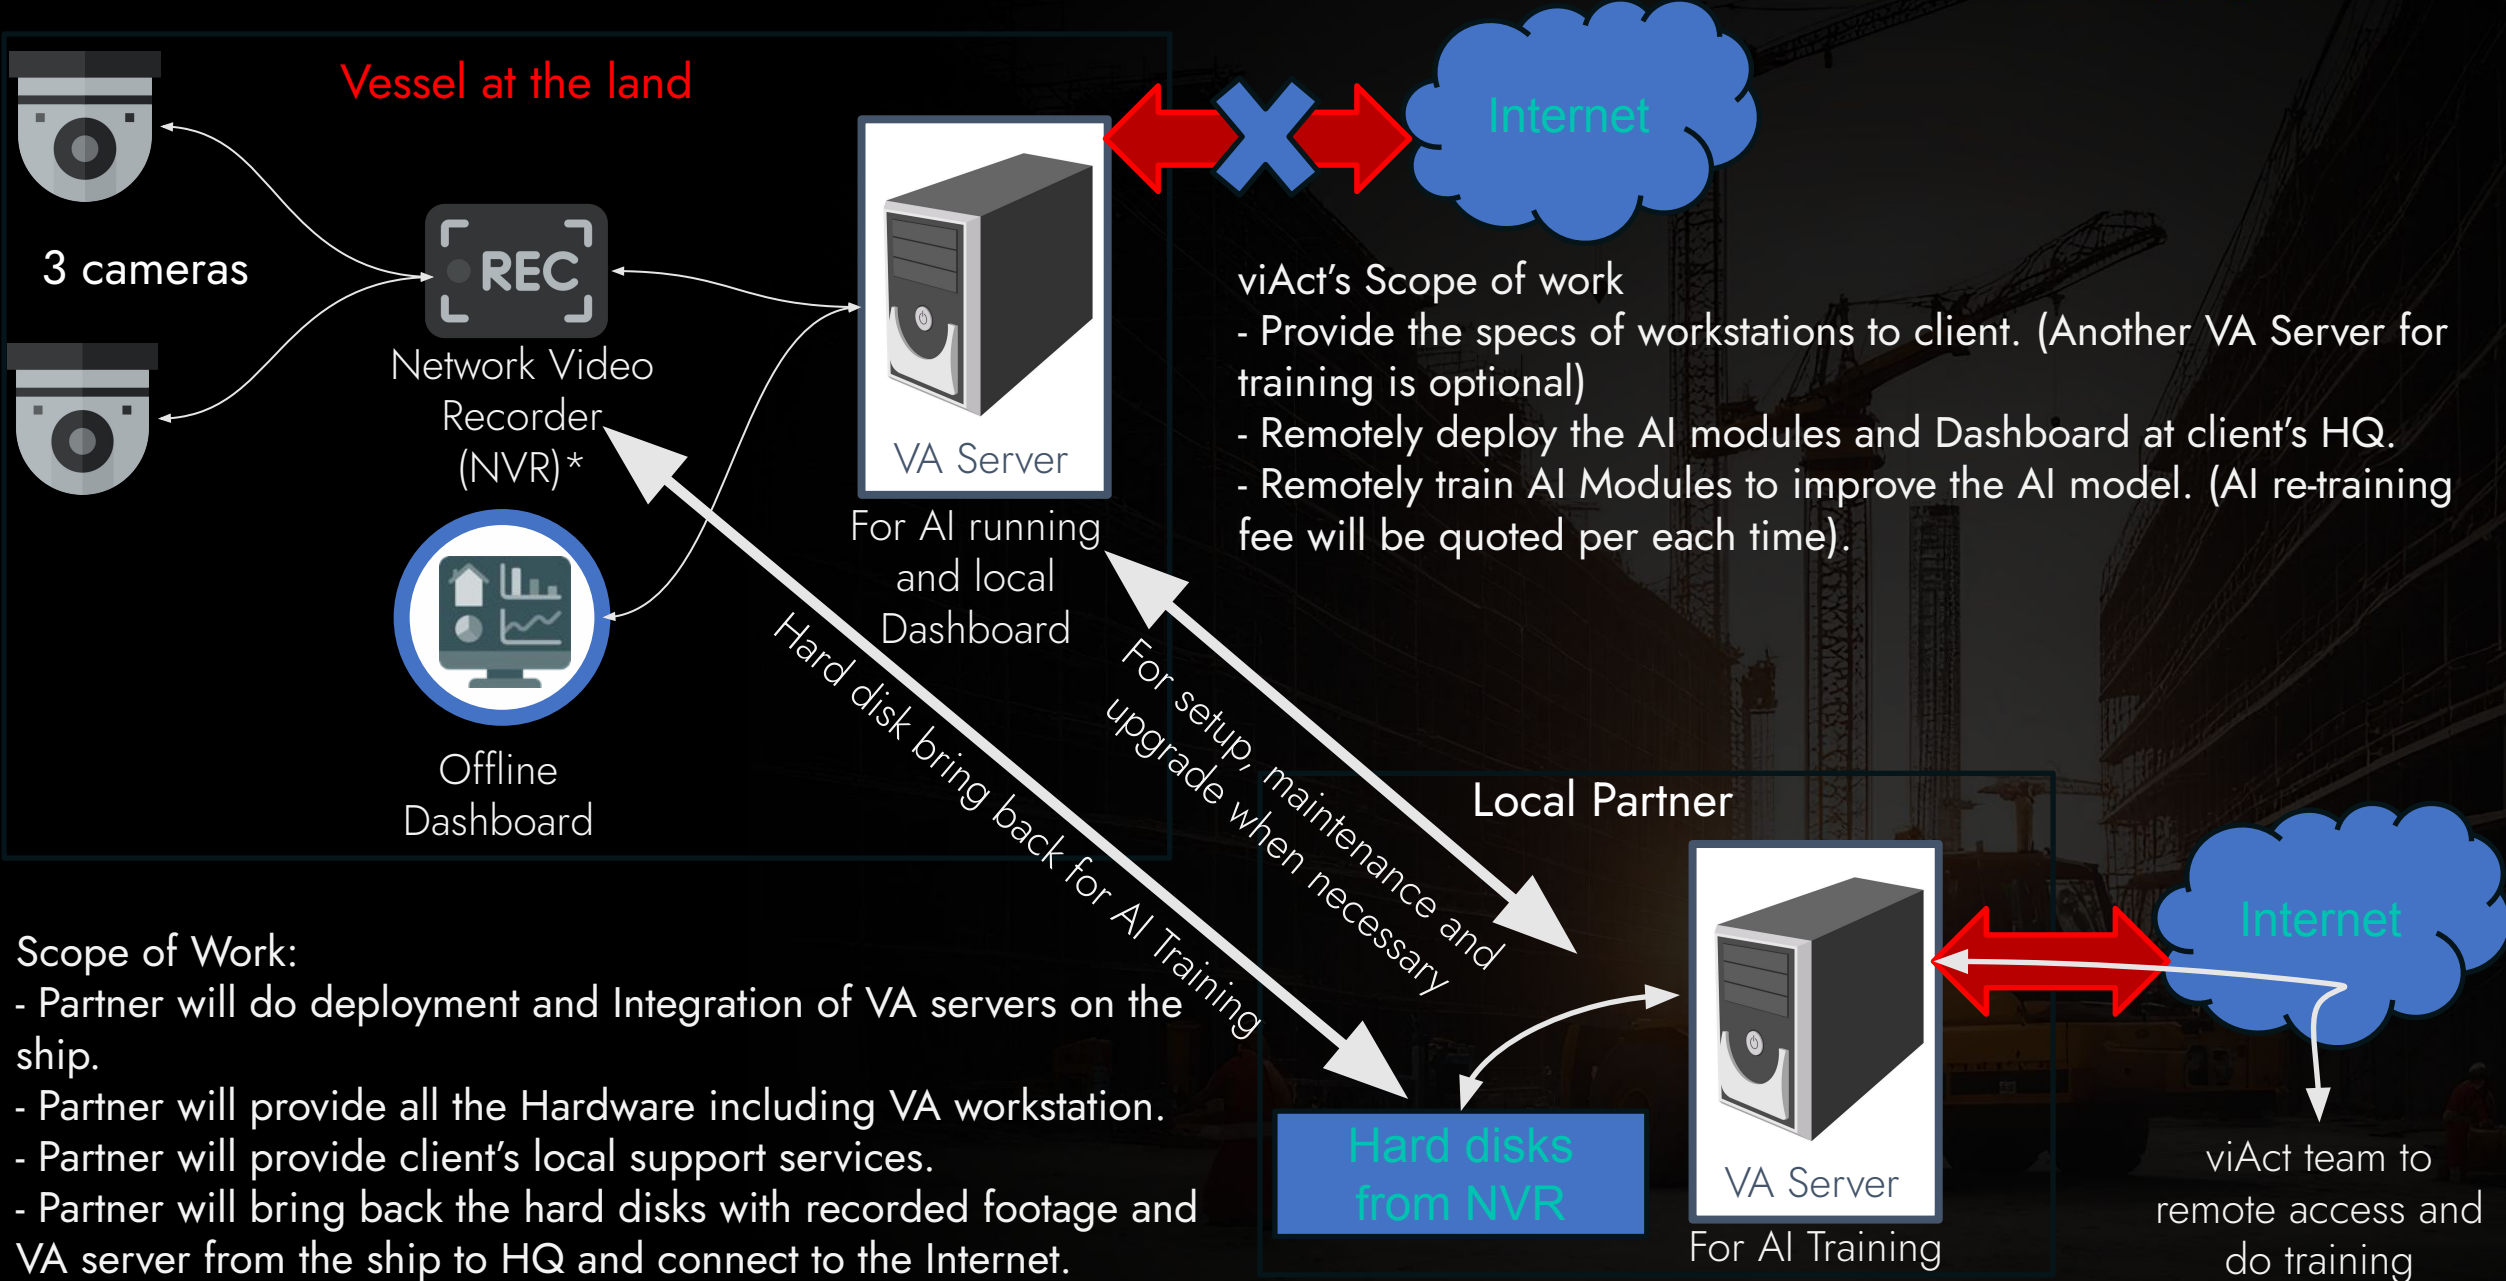 Vessel at the land
3 cameras
REC
Network Video
Recorder
(NVR)*
Offline
Dashboard
VA Server
For AI running
and local
Dashboard
Internet
viAct's Scope of work
- Provide the specs of workstations to client. (Another VA Server for
training is optional)
- Remotely deploy the AI modules and Dashboard at client's HQ.
- Remotely train AI Modules to improve the AI model. (AI re-training
fee will be quoted per each time).
Hard disk bring back for AI Training
For setup, maintenance and
upgrade when necessary
Scope of Work:
- Partner will do deployment and Integration of VA servers on the
ship.
- Partner will provide all the Hardware including VA workstation.
- Partner will provide client's local support services.
- Partner will bring back the hard disks with recorded footage and
VA server from the ship to HQ and connect to the Internet.
Local Partner
Hard disks
from NVR
VA Server
For AI Training
Internet
viAct team to
remote access and
do training